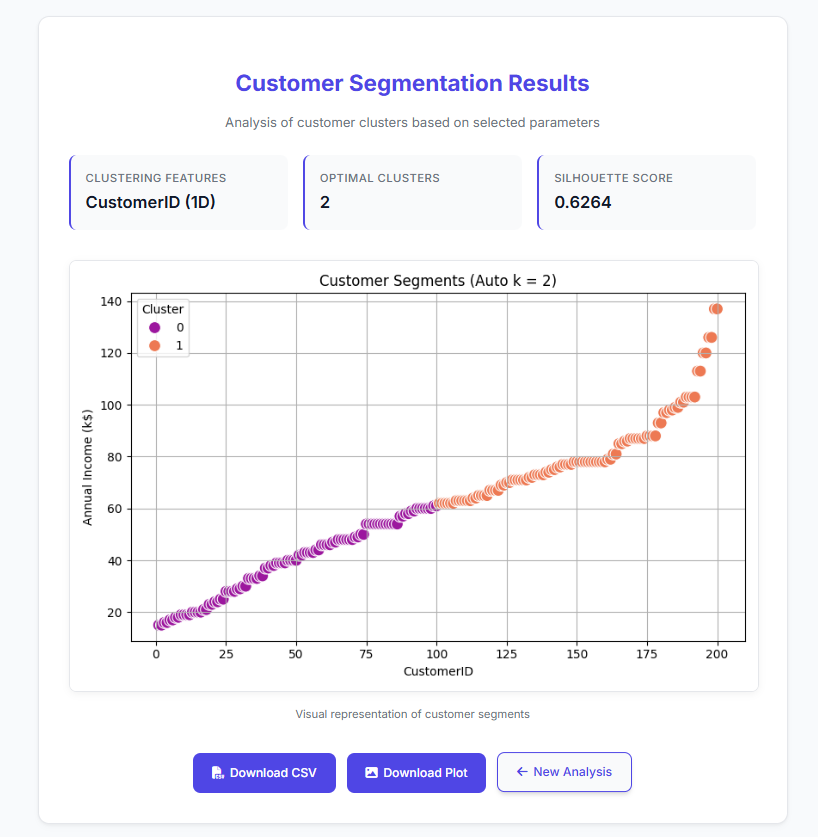 Customer Segmentation Results
Analysis of customer clusters based on selected parameters
CLUSTERING FEATURES
CustomerID (1D)
OPTIMAL CLUSTERS
2
SILHOUETTE SCORE
0.6264
Customer Segments (Auto k = 2)
Cluster
0
1
Annual Income (k$)
140
120
100
80
60
40
20
0 25 50 75 100 125 150 175 200
CustomerID
Visual representation of customer segments
Download CSV
Download Plot
← New Analysis